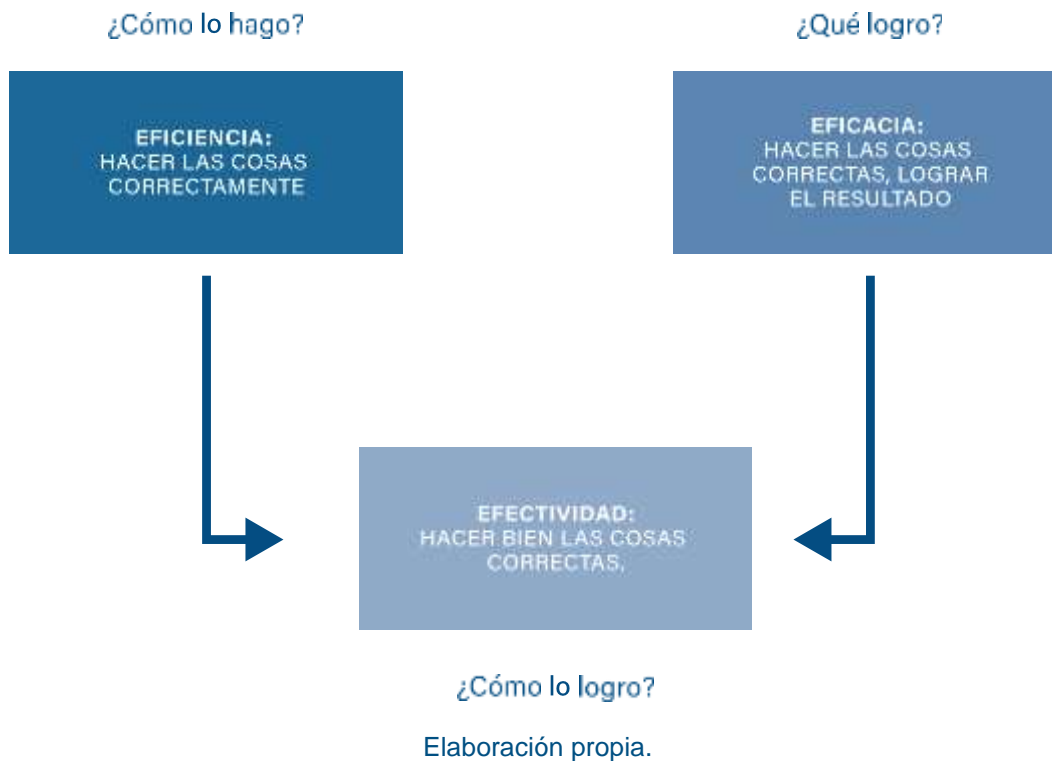 ¿Cómo lo hago?
¿Qué logro?
EFICIENCIA:
HACER LAS COSAS
CORRECTAMENTE
EFICACIA:
HACER LAS COSAS
CORRECTAS, LOGRAR
EL RESULTADO
EFECTIVIDAD:
HACER BIEN LAS COSAS
CORRECTAS.
¿Cómo lo logro?
Elaboración propia.